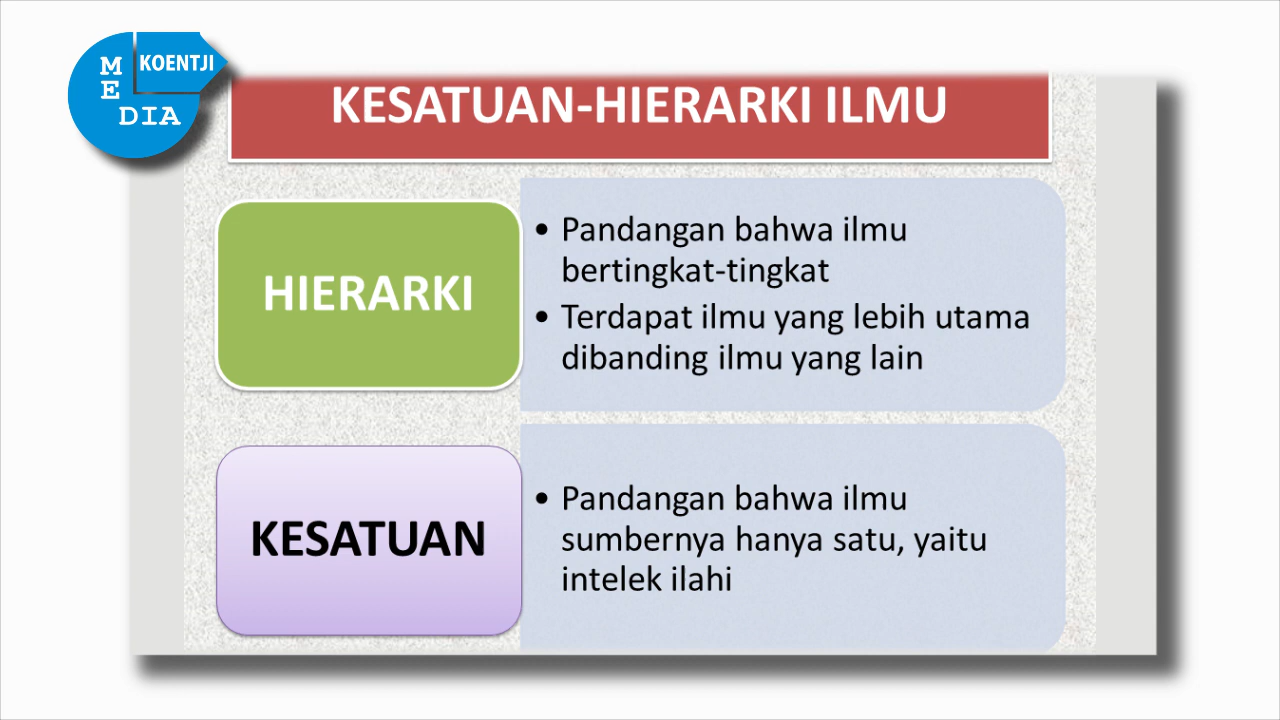 M
E
DIA
KOENTJI
KESATUAN-HIERARKI ILMU
HIERARKI
• Pandangan bahwa ilmu
bertingkat-tingkat
• Terdapat ilmu yang lebih utama
dibanding ilmu yang lain
KESATUAN
• Pandangan bahwa ilmu
sumbernya hanya satu, yaitu
intelek ilahi